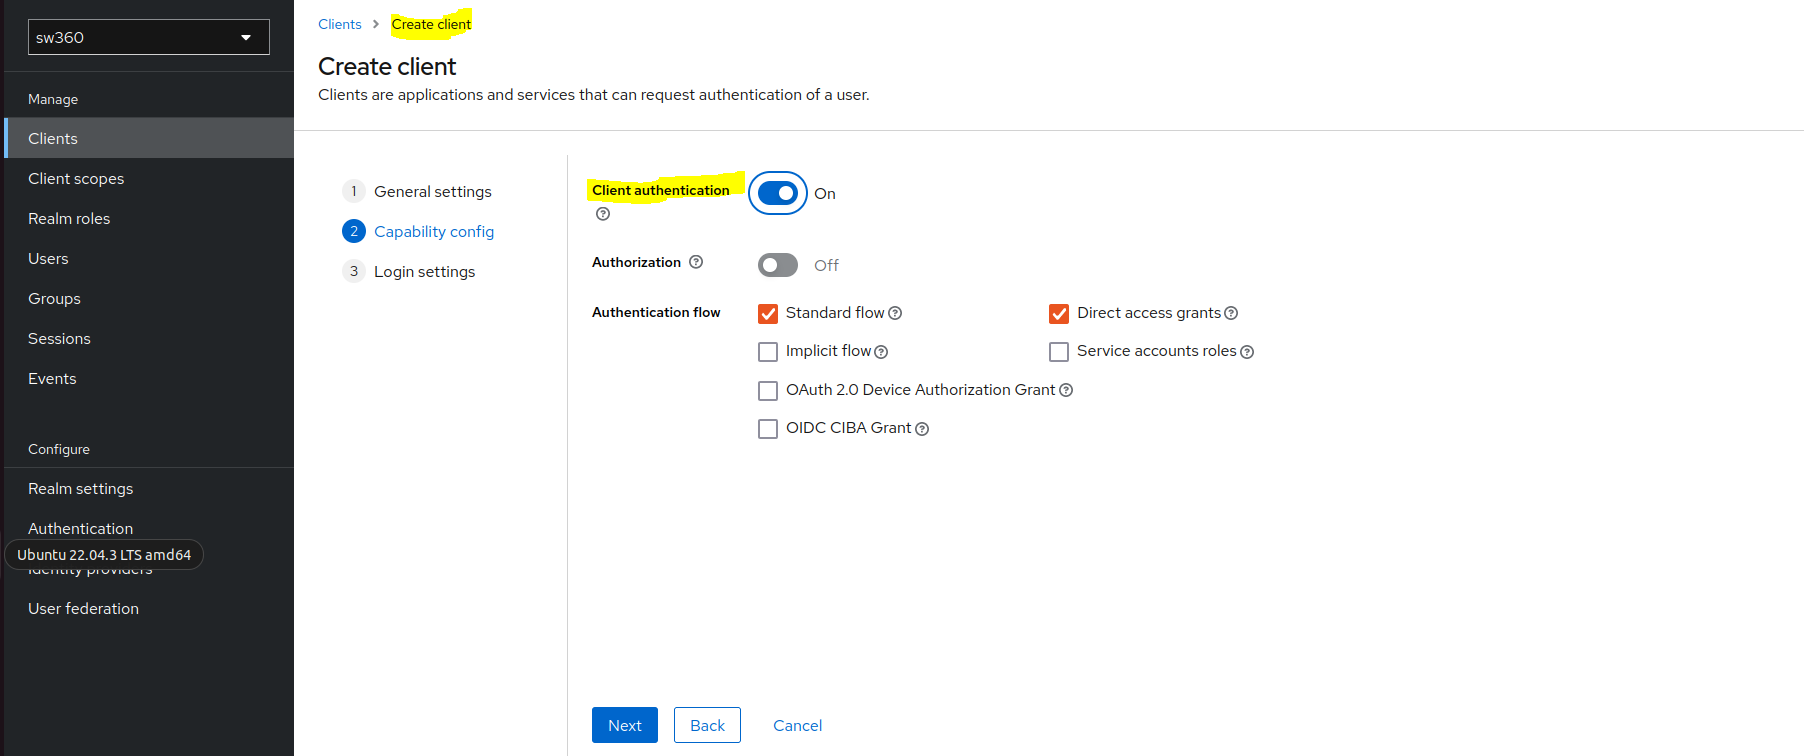 sw360
Manage
Clients
Client scopes
Realm roles
Users
Groups
Sessions
Events
Configure
Realm settings
Authentication
Ubuntu 22.04.3 LTS amd64
Identity providers
User federation
Clients > Create client
Create client
Clients are applications and services that can request authentication of a user.
1 General settings
2 Capability config
3 Login settings
Client authentication On
Authorization Off
Authentication flow
Standard flow Direct access grants
Implicit flow Service accounts roles
OAuth 2.0 Device Authorization Grant
OIDC CIBA Grant
Next Back Cancel